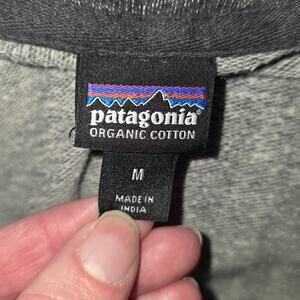 patagonia®
ORGANIC COTTON
M
MADE IN
INDIA